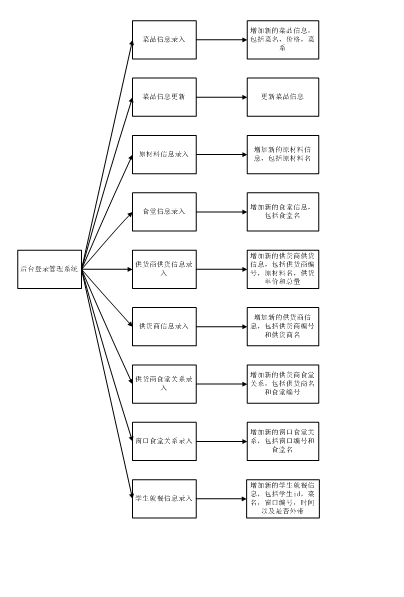 菜品信息录入
增加新的菜品信息，
包括菜名，价格，菜
系
菜品信息更新
更新菜品信息
原材料信息录入
增加新的原材料信
息，包括原材料名
食堂信息录入
增加新的食堂信息，
包括食堂名
后台登录管理系统
供货商供货信息录
入
增加新的供货商供货
信息，包括供货商编
号，原材料名，供货
单价和总量
供货商信息录入
增加新的供货商信
息，包括供货商编号
和供货商名
供货商食堂关系录
入
增加新的供货商食堂
关系，包括供货商名
和食堂编号
窗口食堂关系录入
增加新的窗口食堂关
系，包括窗口编号和
食堂名
学生就餐信息录入
增加新的学生就餐信
息，包括学生id，菜
名，窗口编号，时间
以及是否外带